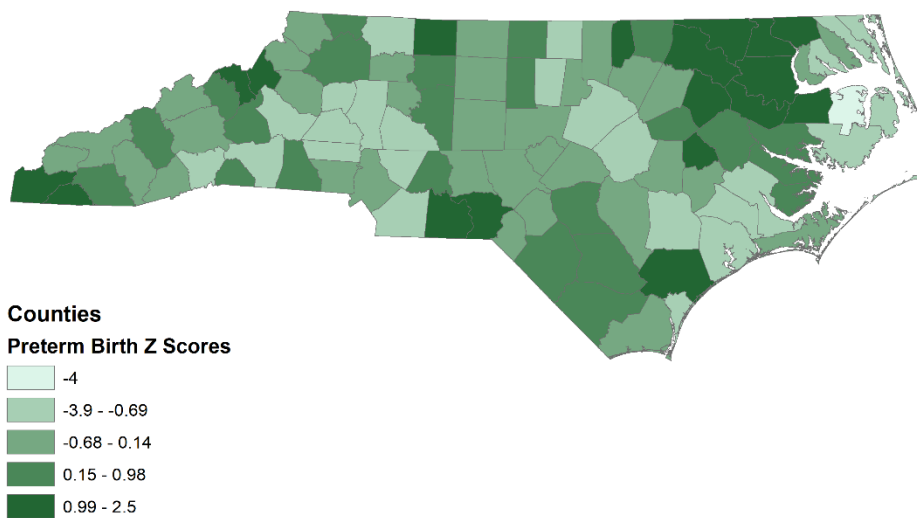 Counties
Preterm Birth Z Scores
-4
-3.9 - -0.69
-0.68 - 0.14
0.15 - 0.98
0.99 - 2.5